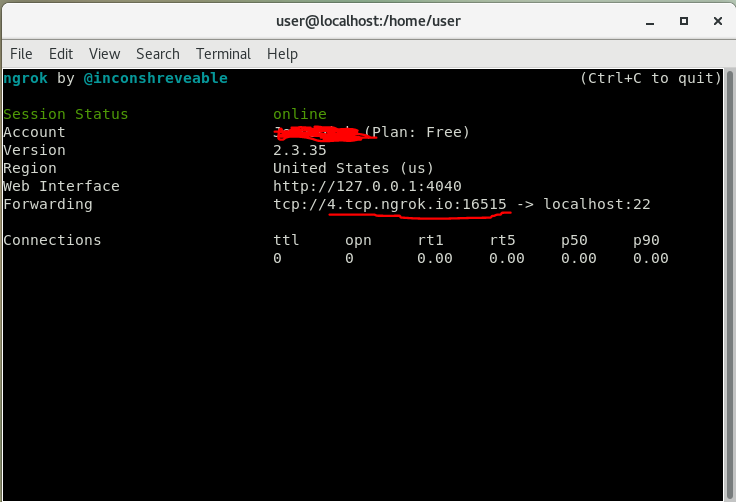 user@localhost:/home/user
File Edit View Search Terminal Help
ngrok by @inconshreveable (Ctrl+C to quit)
Session Status online
Account (Plan: Free)
Version 2.3.35
Region United States (us)
Web Interface http://127.0.0.1:4040
Forwarding tcp://4.tcp.ngrok.io:16515 -> localhost:22
Connections ttl opn rt1 rt5 p50 p90
0 0 0.00 0.00 0.00 0.00